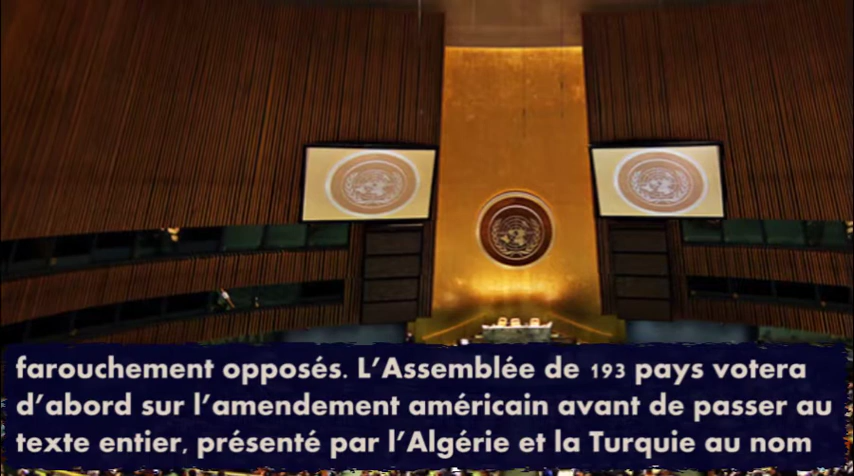 farouchement opposés. L'Assemblée de 193 pays votera
d'abord sur l'amendement américain avant de passer au
texte entier, présenté par l'Algérie et la Turquie au nom